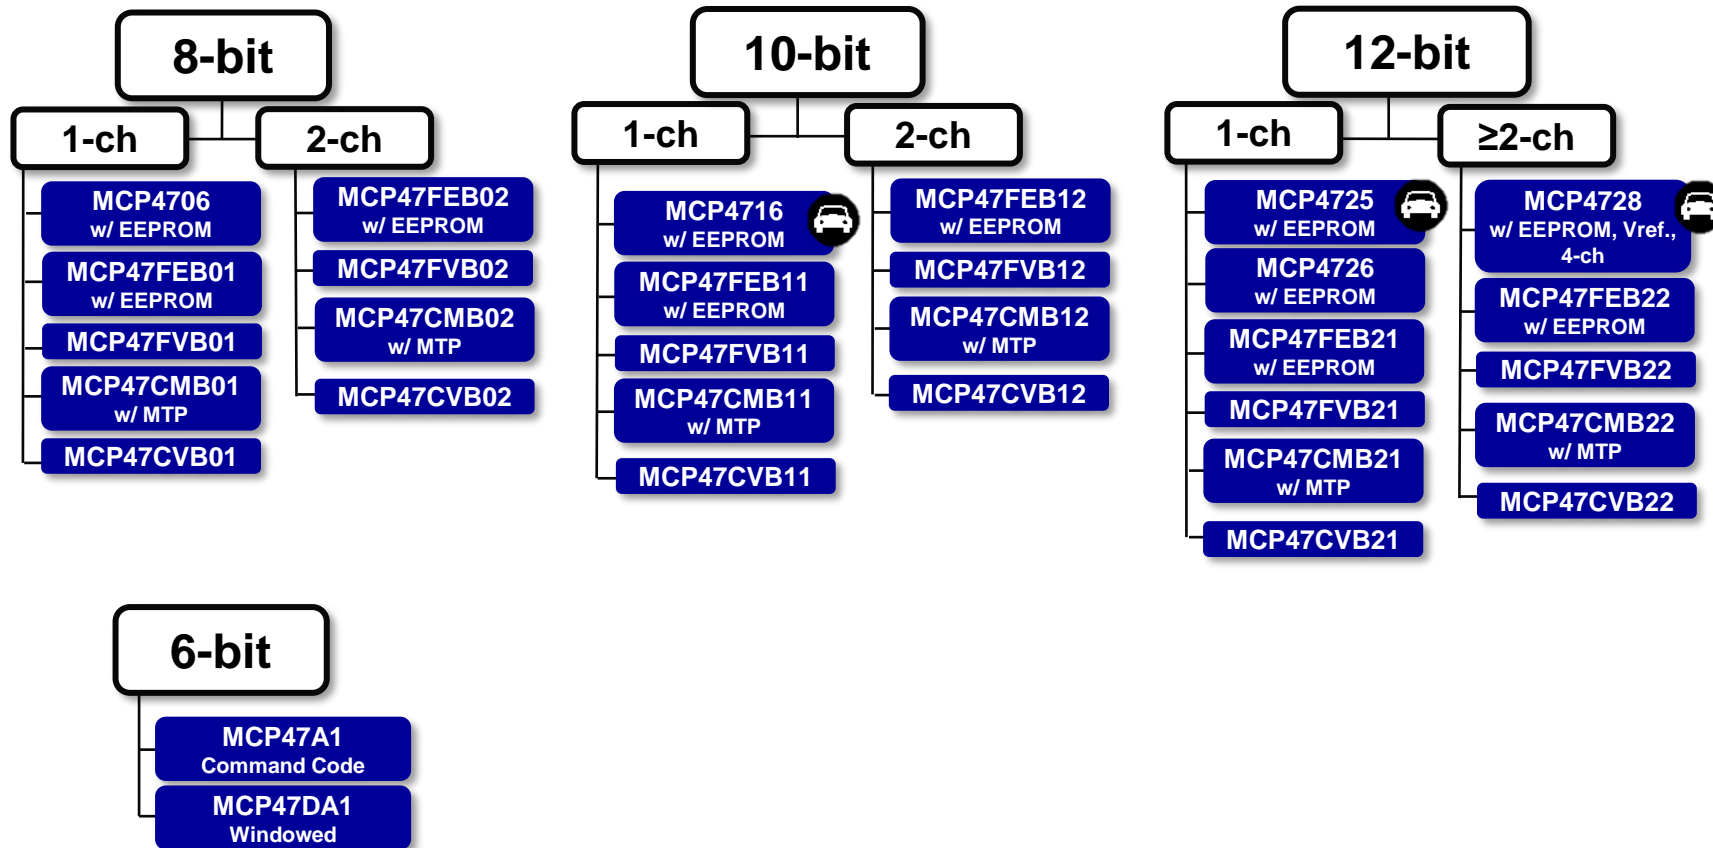 8-bit
1-ch
MCP4706
w/ EEPROM
MCP47FEB01
w/ EEPROM
MCP47FVB01
MCP47CMB01
w/ MTP
MCP47CVB01
2-ch
MCP47FEB02
w/ EEPROM
MCP47FVB02
MCP47CMB02
w/ MTP
MCP47CVB02
10-bit
1-ch
MCP4716
w/ EEPROM
MCP47FEB11
w/ EEPROM
MCP47FVB11
MCP47CMB11
w/ MTP
MCP47CVB11
2-ch
MCP47FEB12
w/ EEPROM
MCP47FVB12
MCP47CMB12
w/ MTP
MCP47CVB12
12-bit
1-ch
MCP4725
w/ EEPROM
MCP4726
w/ EEPROM
MCP47FEB21
w/ EEPROM
MCP47FVB21
MCP47CMB21
w/ MTP
MCP47CVB21
≥2-ch
MCP4728
w/ EEPROM, Vref.,
4-ch
MCP47FEB22
w/ EEPROM
MCP47FVB22
MCP47CMB22
w/ MTP
MCP47CVB22
6-bit
MCP47A1
Command Code
MCP47DA1
Windowed